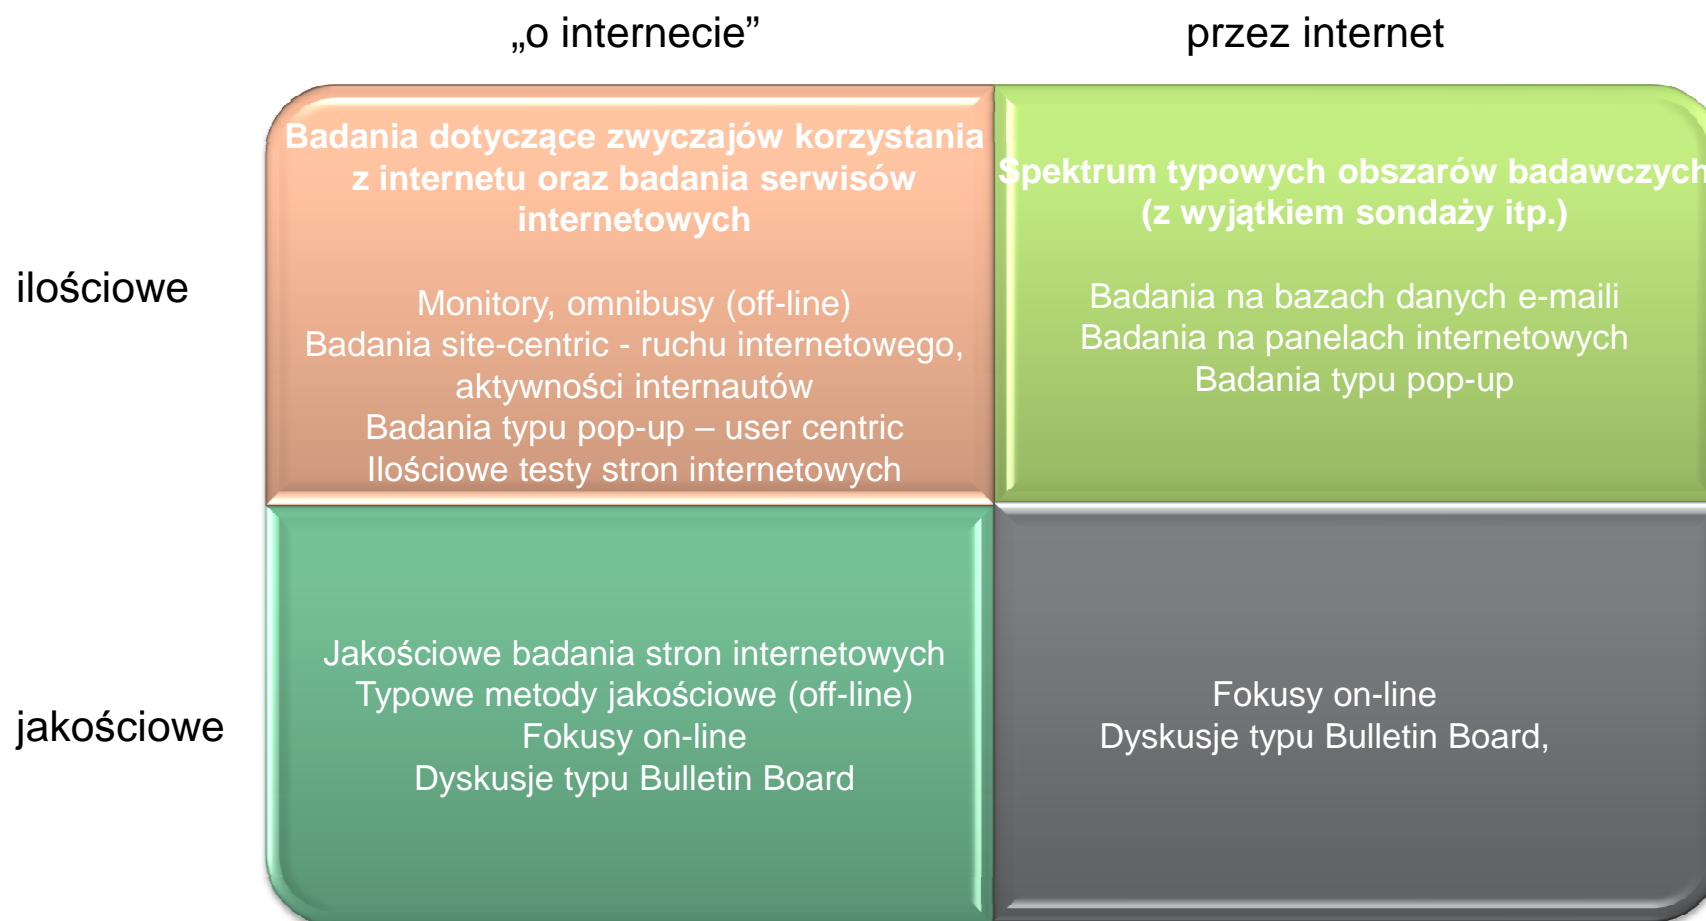 „o internecie”
przez internet
ilościowe
Badania dotyczące zwyczajów korzystania
z internetu oraz badania serwisów
internetowych
Monitory, omnibusy (off-line)
Badania site-centric - ruchu internetowego,
aktywności internautów
Badania typu pop-up – user centric
Ilościowe testy stron internetowych
Spektrum typowych obszarów badawczych
(z wyjątkiem sondaży itp.)
Badania na bazach danych e-maili
Badania na panelach internetowych
Badania typu pop-up
jakościowe
Jakościowe badania stron internetowych
Typowe metody jakościowe (off-line)
Fokusy on-line
Dyskusje typu Bulletin Board
Fokusy on-line
Dyskusje typu Bulletin Board,